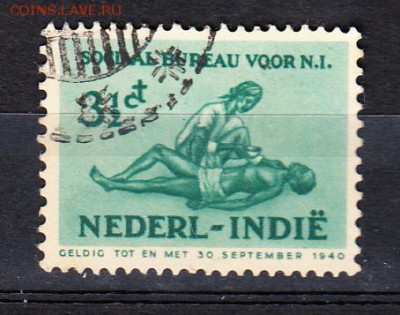 COINS.LAVE.RU
SOCIAAL BUREAU VOOR N.I.
3½ ct
NEDERL-INDIË
GELDIG TOT EN MET 30 SEPTEMBER 1940